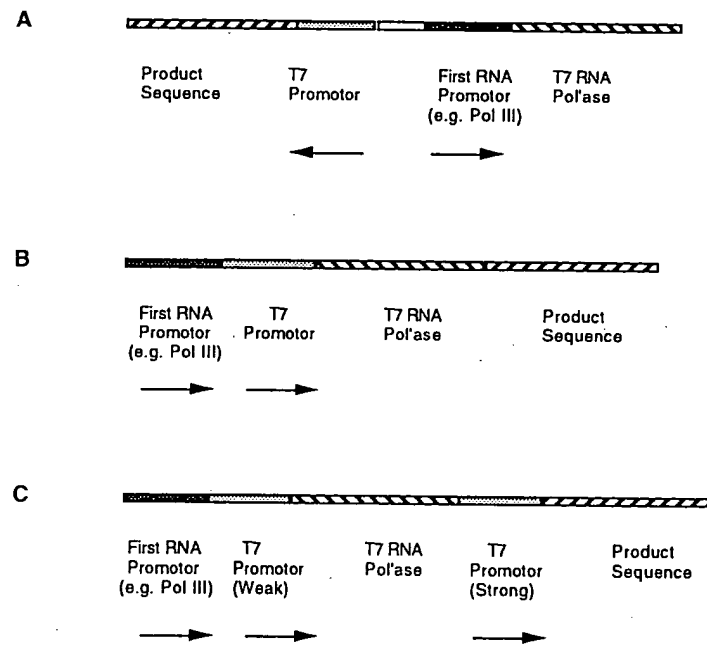 A
Product
Sequence
T7
Promotor
First RNA
Promotor
(e.g. Pol III)
T7 RNA
Pol'ase
B
First RNA
Promotor
(e.g. Pol III)
T7
Promotor
T7 RNA
Pol'ase
Product
Sequence
C
First RNA
Promotor
(e.g. Pol III)
T7
Promotor
(Weak)
T7 RNA
Pol'ase
T7
Promotor
(Strong)
Product
Sequence